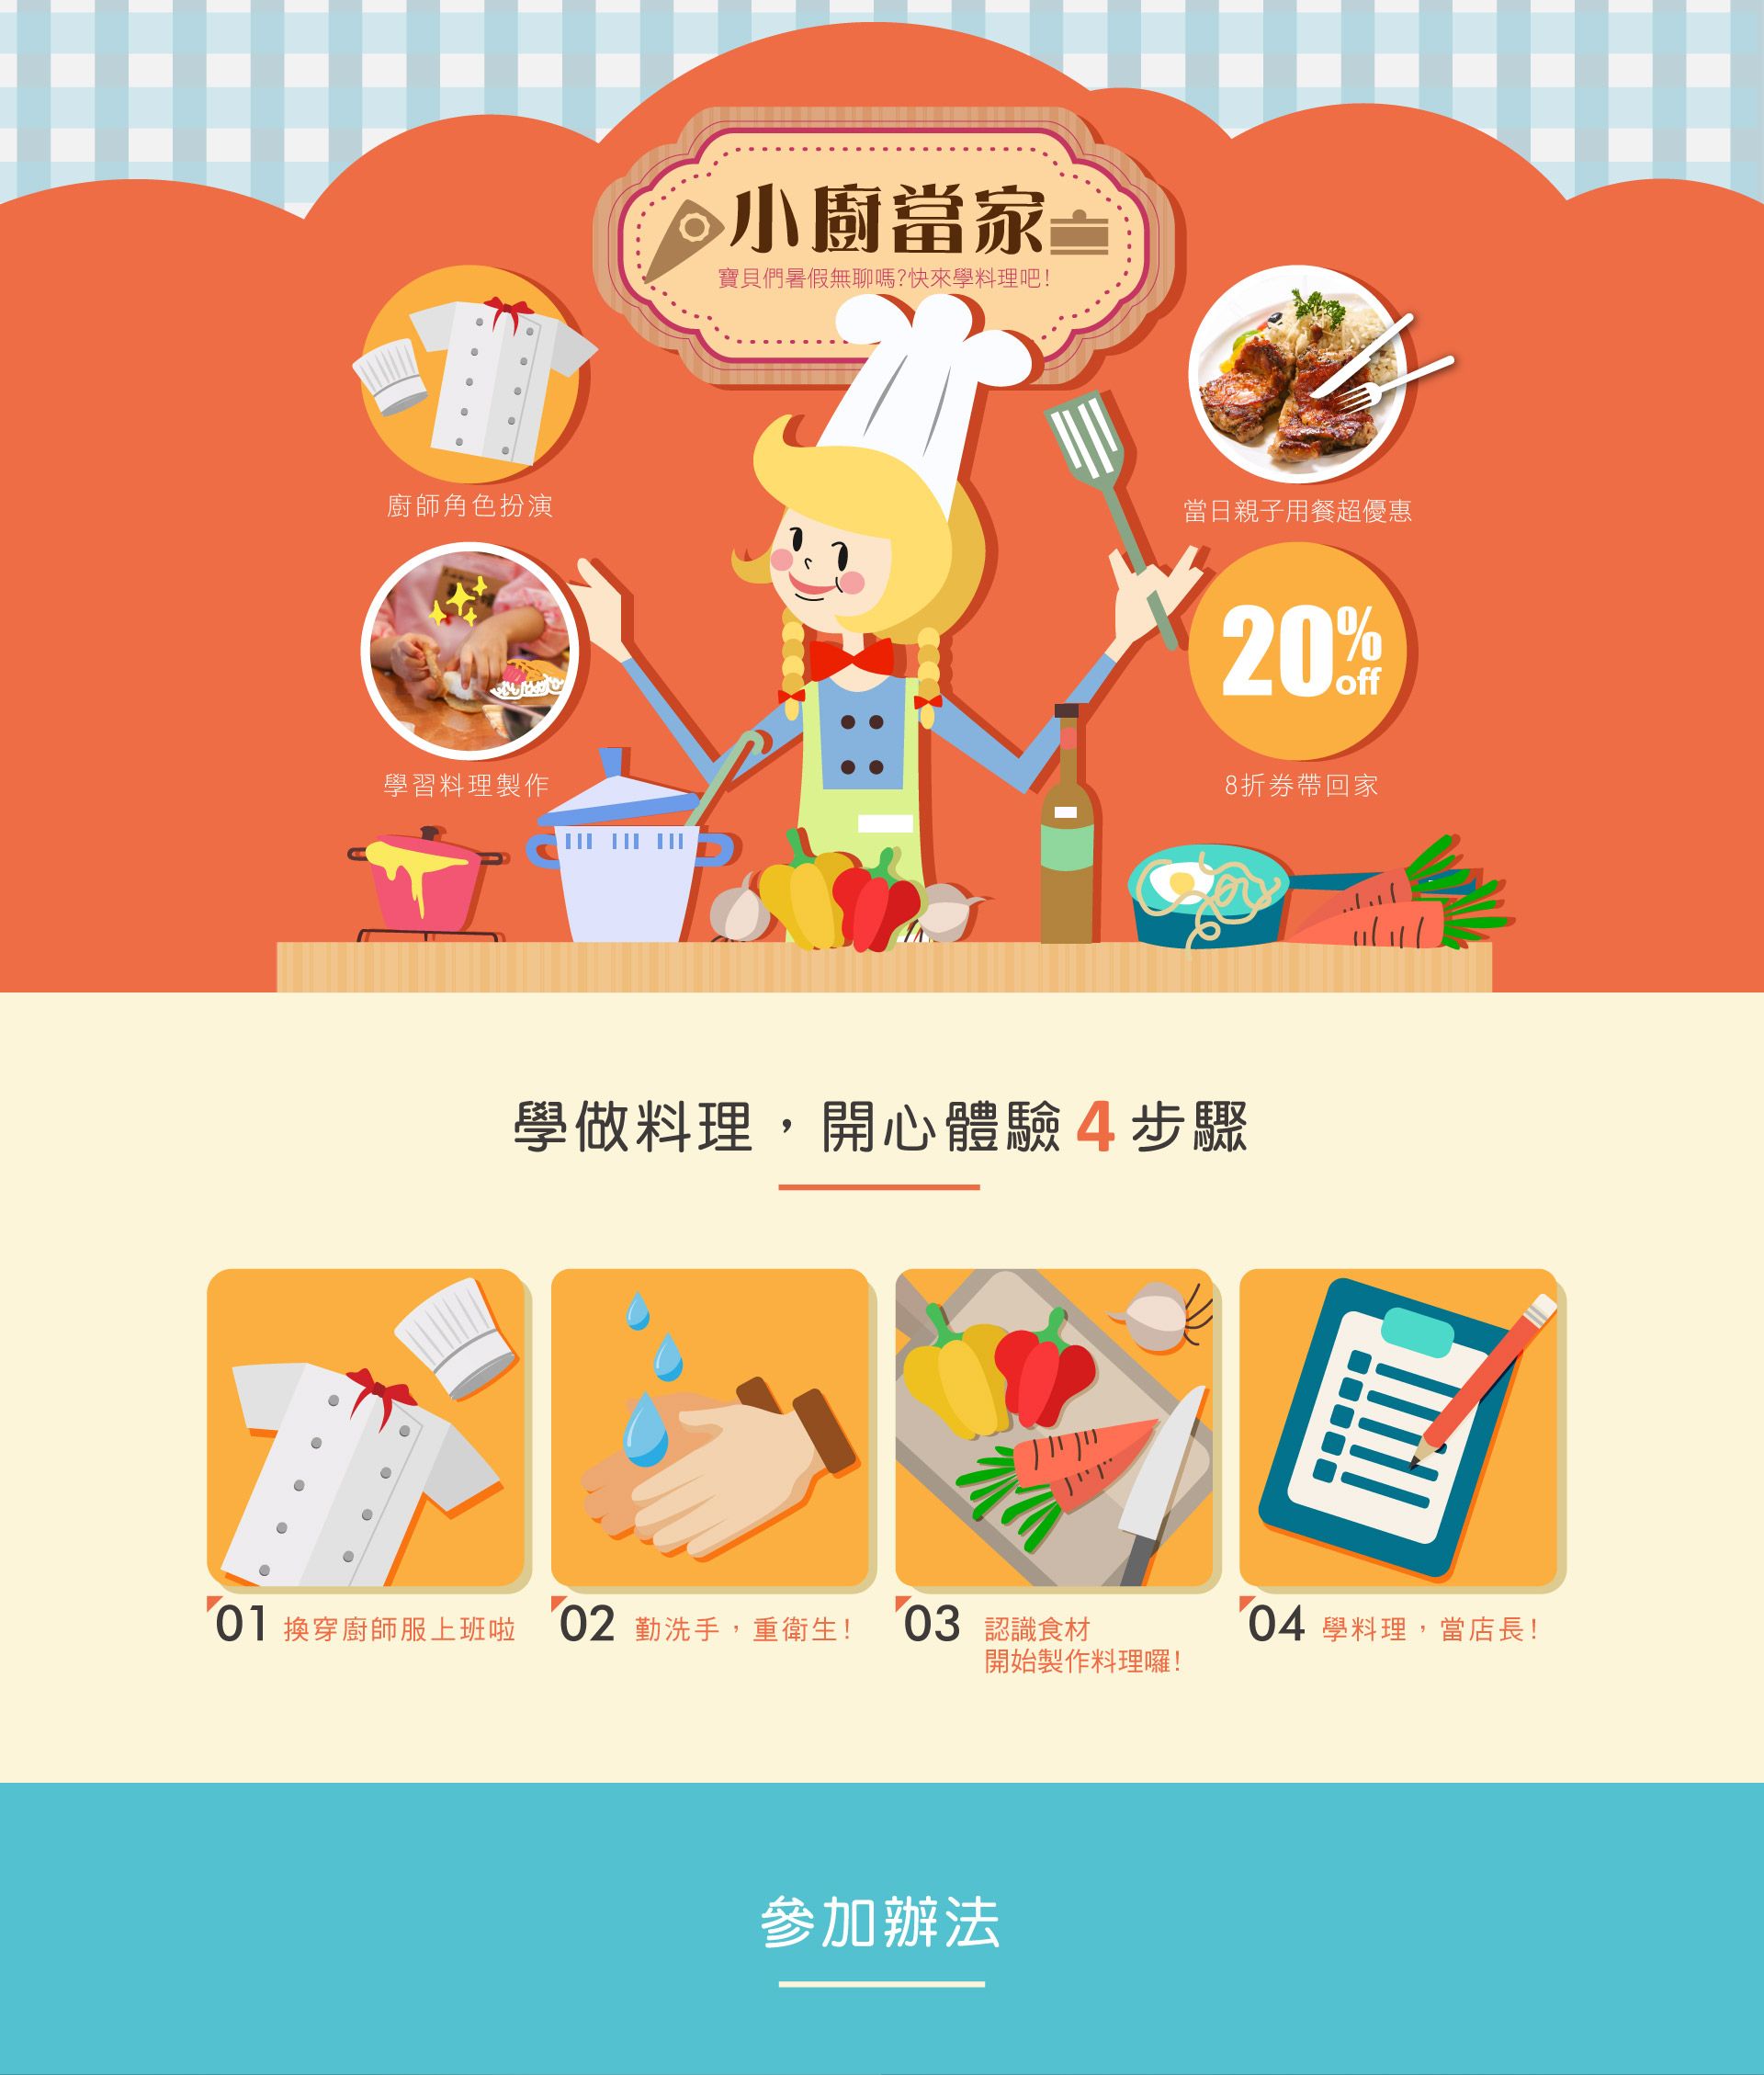 小廚當家
寶貝們暑假無聊嗎?快來學料理吧!
廚師角色扮演
當日親子用餐超優惠
學習料理製作
20%
off
8折券帶回家
學做料理，開心體驗4步驟
01 換穿廚師服上班啦
02 勤洗手，重衛生!
03 認識食材
開始製作料理囉!
04 學料理，當店長!
參加辦法